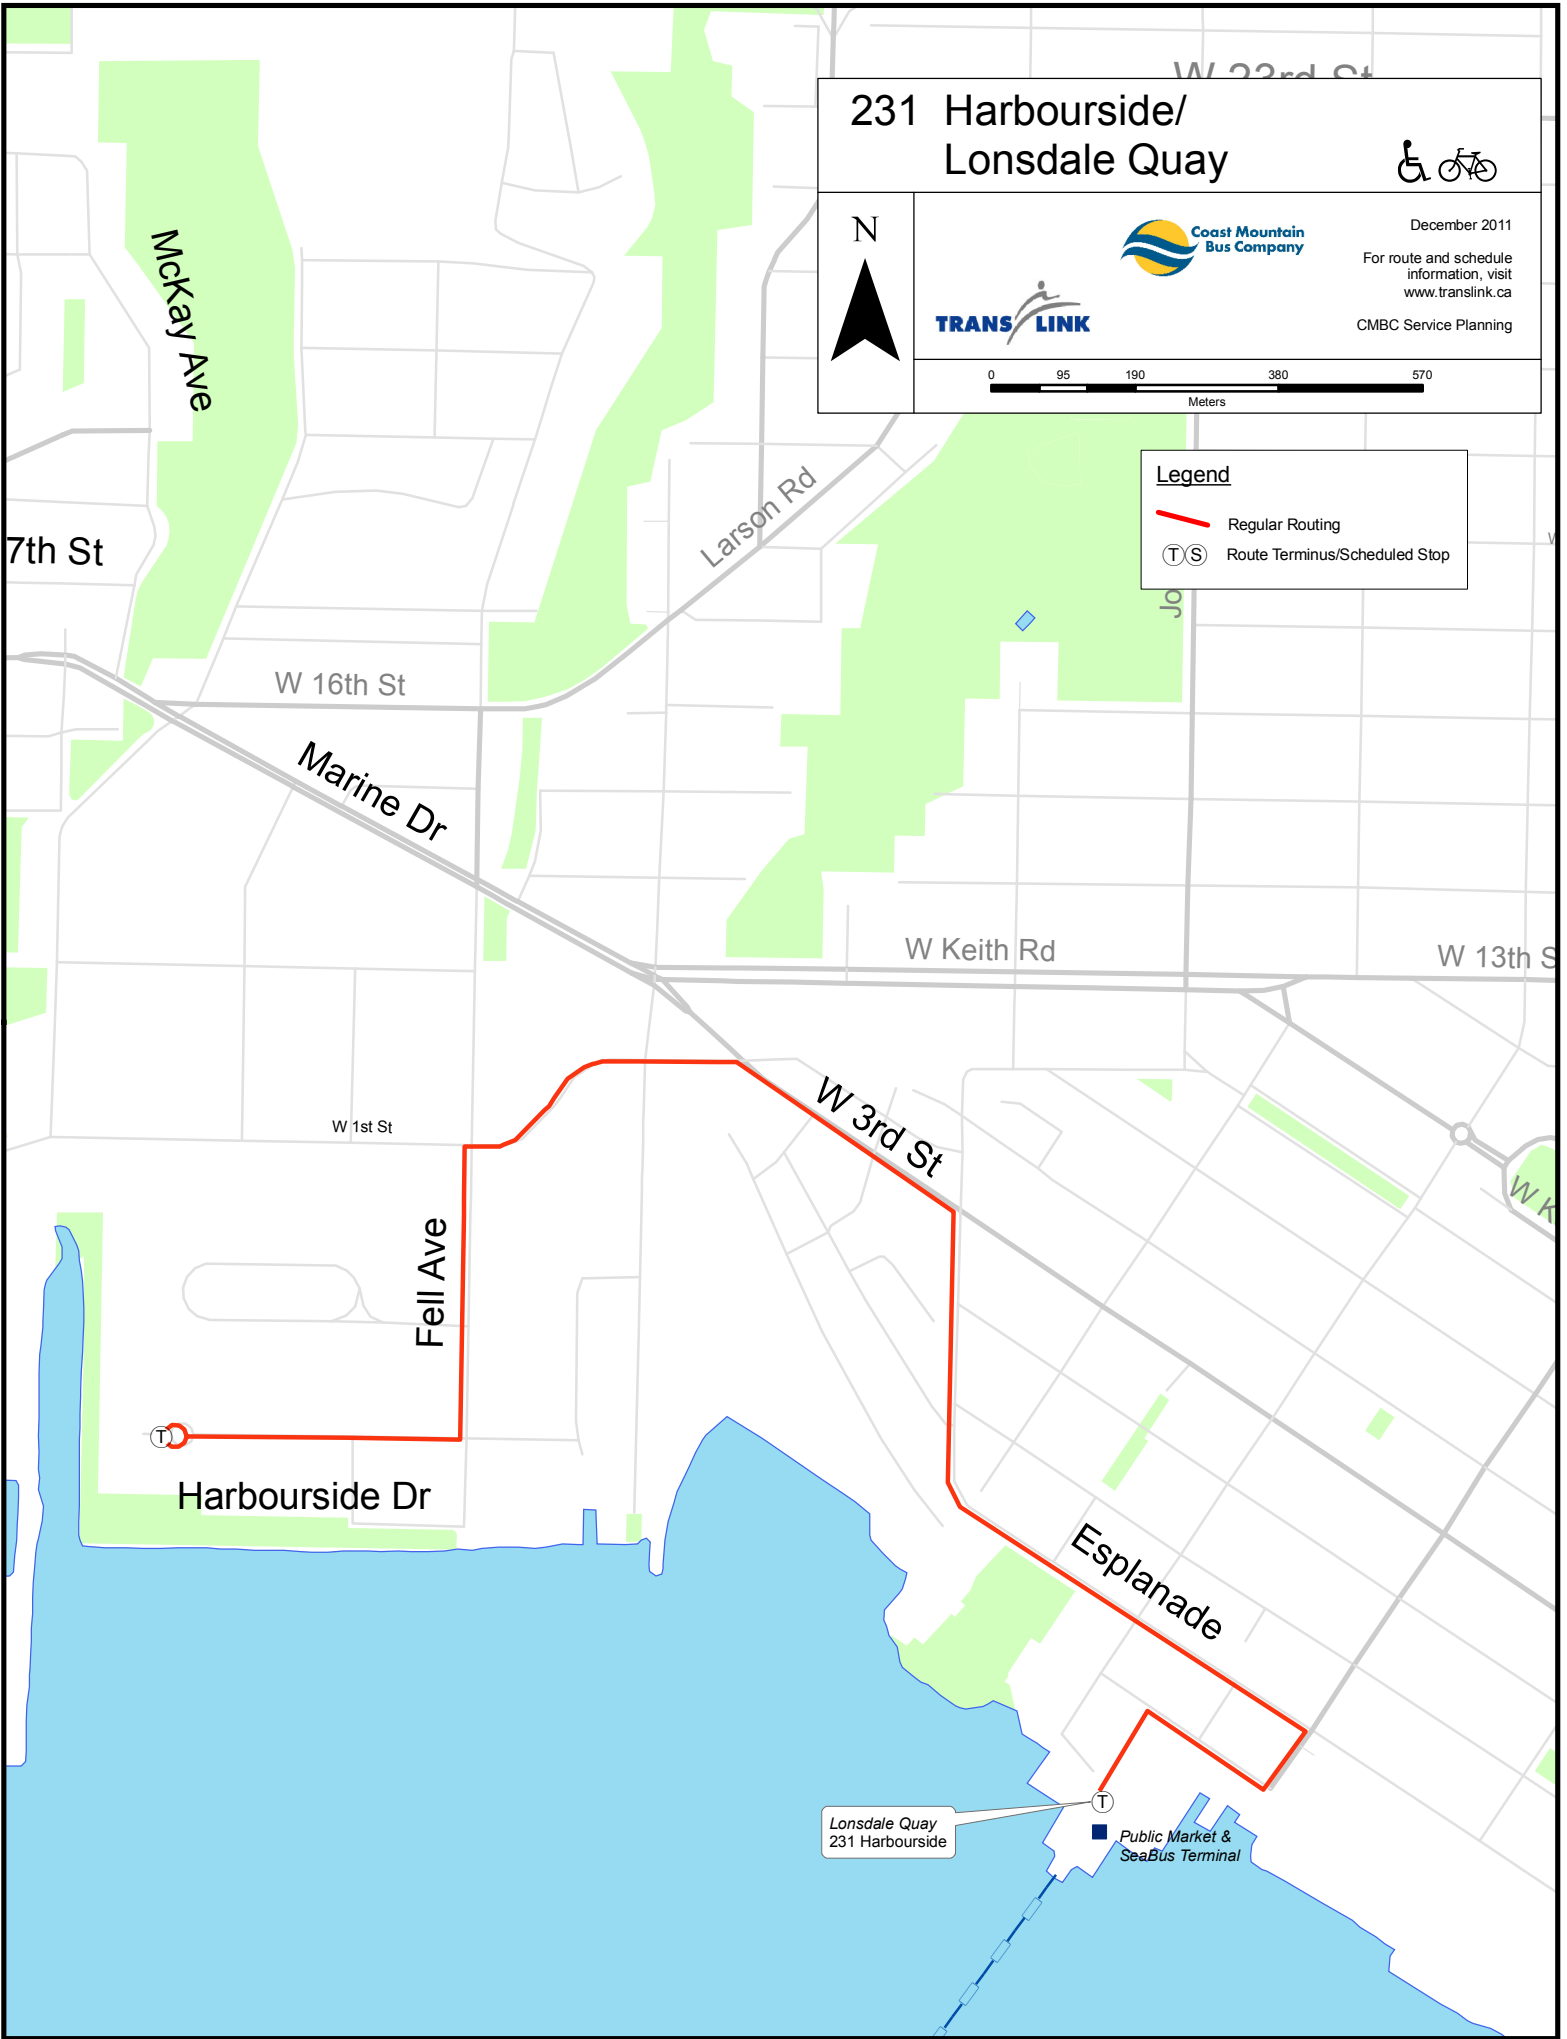 W 23rd St
231 Harbourside/
Lonsdale Quay
N
Coast Mountain
Bus Company
TRANS LINK
December 2011
For route and schedule
information, visit
www.translink.ca
CMBC Service Planning
0 95 190 380 570
Meters
Legend
Regular Routing
T S Route Terminus/Scheduled Stop
McKay Ave
7th St
Larson Rd
Jo
W
W 16th St
Marine Dr
W Keith Rd
W 13th S
W 3rd St
W 1st St
W K
Fell Ave
T
Harbourside Dr
Esplanade
T
Lonsdale Quay
231 Harbourside
Public Market &
SeaBus Terminal